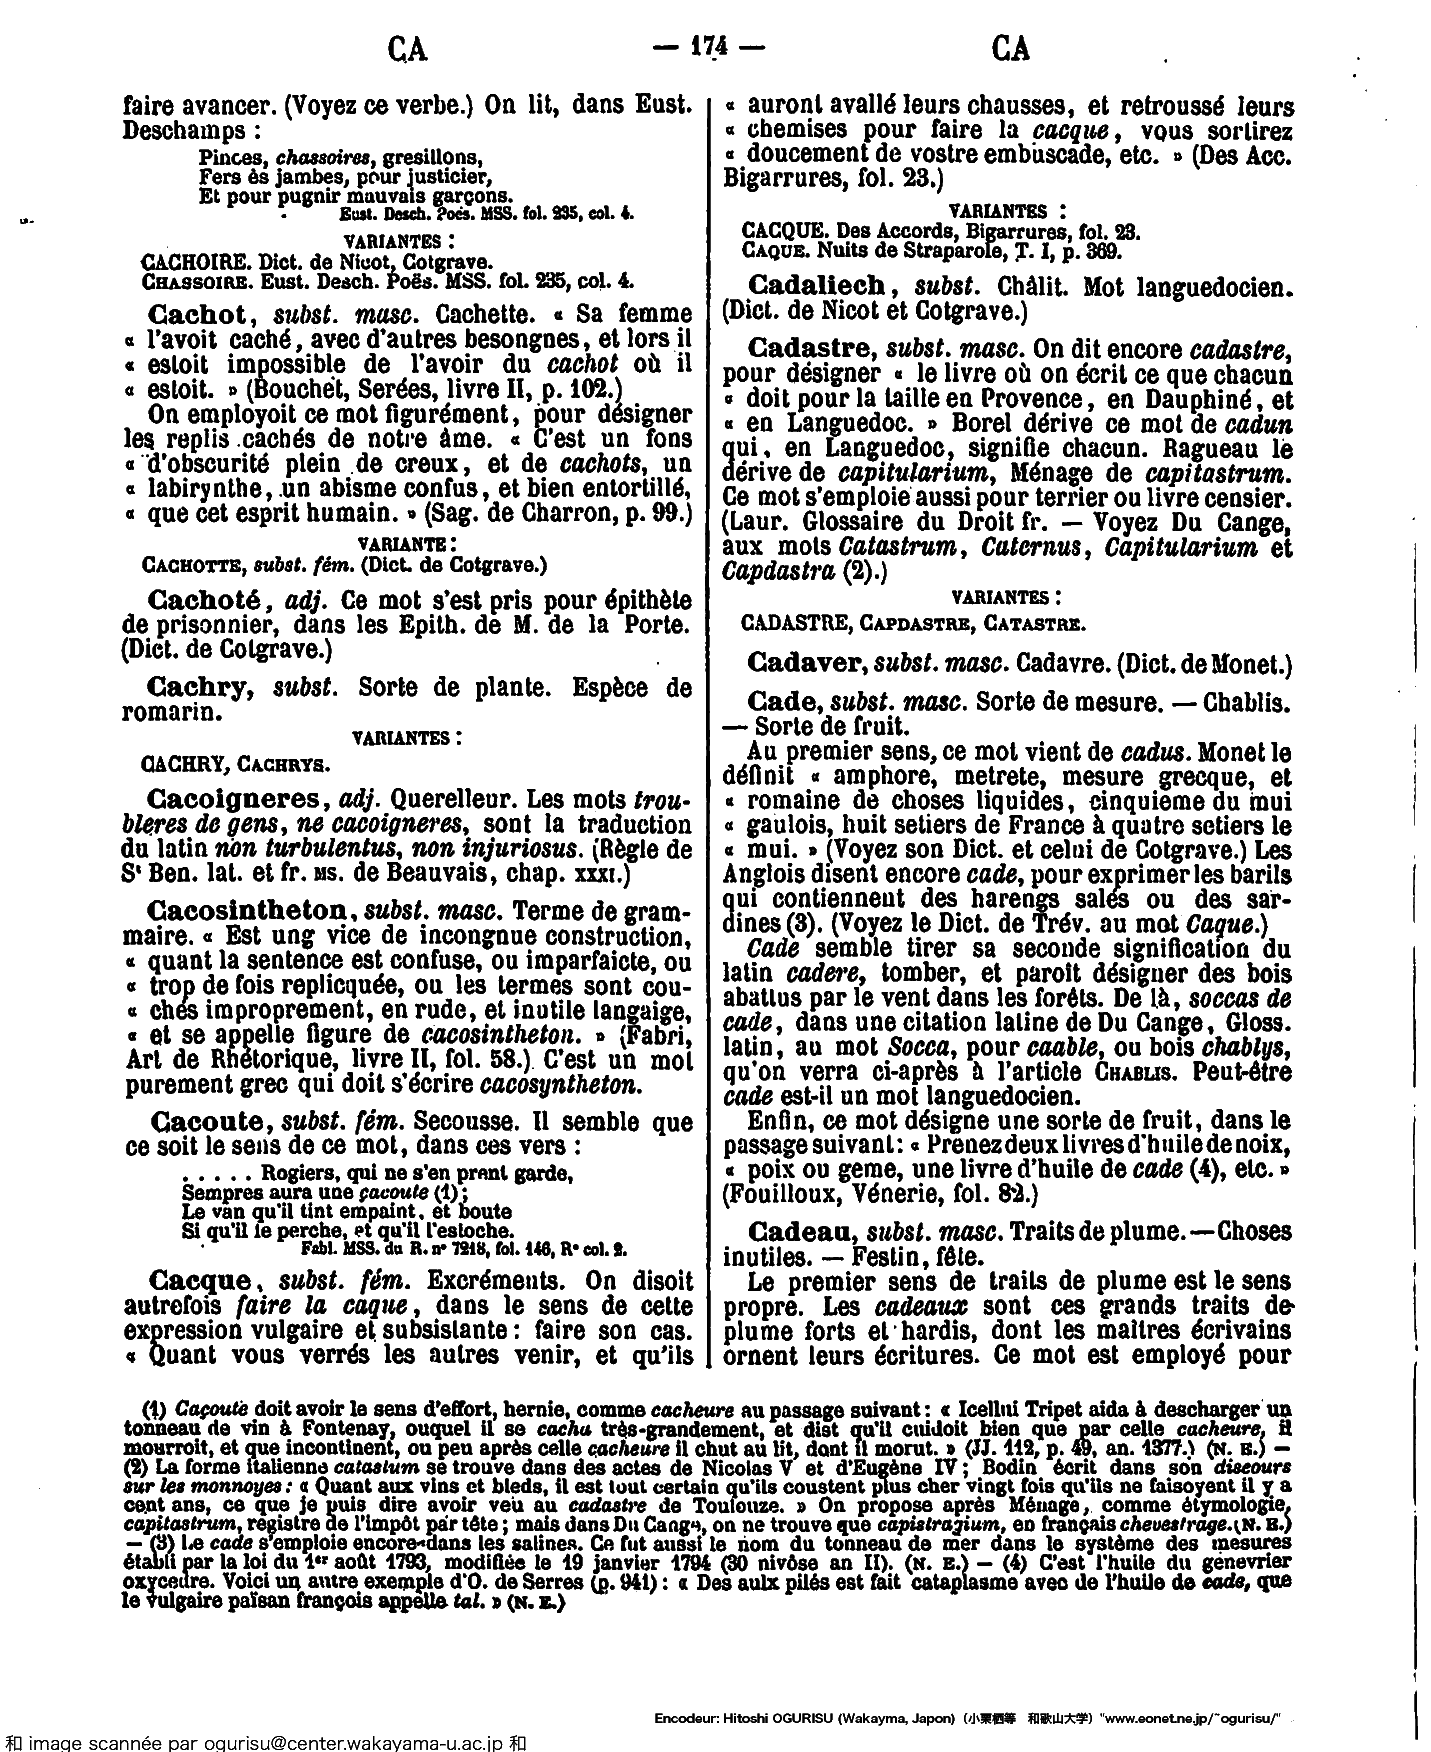 CA
— 174 —
CA
faire avancer. (Voyez ce verbe.) On lit, dans Eust.
Deschamps :
Pinces, chassoires, gresillons,
Fers ès jambes, pour justicier,
Et pour pugnir mauvais garçons.
Eust. Desch. Poës. MSS. fol. 235, col. 4.
VARIANTES :
CACHOIRE. Dict. de Nicot, Cotgrave.
CHASSOIRE. Eust. Desch. Poës. MSS. fol. 235, col. 4.
Cachot, subst. masc. Cachette. « Sa femme
« l'avoit caché, avec d'autres besongnes, et lors il
« estoit impossible de l'avoir du cachot où il
« estoit. » (Bouchet, Serées, livre II, p. 102.)
On employoit ce mot figurément, pour désigner
les replis cachés de notre âme. « C'est un fons
« d'obscurité plein de creux, et de cachots, un
« labirynthe, un abisme confus, et bien entortillé,
« que cet esprit humain. » (Sag. de Charron, p. 99.)
VARIANTE :
CACHOTTE, subst. fém. (Dict. de Cotgrave.)
Cachoté, adj. Ce mot s'est pris pour épithète
de prisonnier, dans les Epith. de M. de la Porte.
(Dict. de Cotgrave.)
Cachry, subst. Sorte de plante. Espèce de
romarin.
VARIANTES :
CACHRY, CACHRYS.
Cacoigneres, adj. Querelleur. Les mots trou-
bleres de gens, ne cacoigneres, sont la traduction
du latin non turbulentus, non injuriosus. (Règle de
St Ben. lat. et fr. MS. de Beauvais, chap. XXXI.)
Cacosintheton, subst. masc. Terme de gram-
maire. « Est ung vice de incongnue construction,
« quant la sentence est confuse, ou imparfaicte, ou
« trop de fois replicquée, ou les termes sont cou-
« chés improprement, en rude, et inutile langaige,
« et se appelle figure de cacosintheton. » (Fabri,
Art de Rhétorique, livre II, fol. 58.) C'est un mot
purement grec qui doit s'écrire cacosyntheton.
Cacoute, subst. fém. Secousse. Il semble que
ce soit le sens de ce mot, dans ces vers :
. . . . . Rogiers, qui ne s'en prent garde,
Sempres aura une çacoute (1) ;
Le van qu'il tint empaint, et boute
Si qu'il le perche, et qu'il l'estoche.
Fabl. MSS. du R. n° 7218, fol. 146, R° col. 2.
Cacque, subst. fém. Excréments. On disoit
autrefois faire la caque, dans le sens de cette
expression vulgaire et subsistante : faire son cas.
« Quant vous verrés les autres venir, et qu'ils
« auront avallé leurs chausses, et retroussé leurs
« chemises pour faire la cacque, vous sortirez
« doucement de vostre embuscade, etc. » (Des Acc.
Bigarrures, fol. 23.)
VARIANTES :
CACQUE. Des Accords, Bigarrures, fol. 23.
CAQUE. Nuits de Straparole, T. I, p. 369.
Cadaliech, subst. Châlit. Mot languedocien.
(Dict. de Nicot et Cotgrave.)
Cadastre, subst. masc. On dit encore cadastre,
pour désigner « le livre où on écrit ce que chacun
« doit pour la taille en Provence, en Dauphiné, et
« en Languedoc. » Borel dérive ce mot de cadun
qui, en Languedoc, signifie chacun. Ragueau le
dérive de capitularium, Ménage de capitastrum.
Ce mot s'emploie aussi pour terrier ou livre censier.
(Laur. Glossaire du Droit fr. — Voyez Du Cange,
aux mots Catastrum, Caternus, Capitularium et
Capdastra (2).)
VARIANTES :
CADASTRE, CAPDASTRE, CATASTRE.
Cadaver, subst. masc. Cadavre. (Dict. de Monet.)
Cade, subst. masc. Sorte de mesure. — Chablis.
— Sorte de fruit.
Au premier sens, ce mot vient de cadus. Monet le
définit « amphore, metrete, mesure grecque, et
« romaine de choses liquides, cinquieme du mui
« gaulois, huit setiers de France à quatre setiers le
« mui. » (Voyez son Dict. et celui de Cotgrave.) Les
Anglois disent encore cade, pour exprimer les barils
qui contiennent des harengs salés ou des sar-
dines (3). (Voyez le Dict. de Trév. au mot Caque.)
Cade semble tirer sa seconde signification du
latin cadere, tomber, et paroît désigner des bois
abattus par le vent dans les forêts. De là, soccas de
cade, dans une citation latine de Du Cange, Gloss.
latin, au mot Socca, pour caable, ou bois chablys,
qu'on verra ci-après à l'article CHABLIS. Peut-être
cade est-il un mot languedocien.
Enfin, ce mot désigne une sorte de fruit, dans le
passage suivant : « Prenez deux livres d'huile de noix,
« poix ou geme, une livre d'huile de cade (4), etc. »
(Fouilloux, Vénerie, fol. 82.)
Cadeau, subst. masc. Traits de plume. — Choses
inutiles. — Festin, fête.
Le premier sens de traits de plume est le sens
propre. Les cadeaux sont ces grands traits de
plume forts et hardis, dont les maîtres écrivains
ornent leurs écritures. Ce mot est employé pour
(1) Caçoute doit avoir le sens d'effort, hernie, comme cacheure au passage suivant : « Icellui Tripet aida à descharger un
tonneau de vin à Fontenay, ouquel il se cacha très-grandement, et dist qu'il cuidoit bien que par celle cacheure, il
mourroit, et que incontinent, ou peu après celle cacheure il chut au lit, dont il morut. » (JJ. 112, p. 49, an. 1377.) (N. E.) —
(2) La forme italienne catastum se trouve dans des actes de Nicolas V et d'Eugène IV ; Bodin écrit dans son discours
sur les monnoyes : « Quant aux vins et bleds, il est tout certain qu'ils coustent plus cher vingt fois qu'ils ne faisoyent il y a
cent ans, ce que je puis dire avoir veu au cadastre de Toulouze. » On propose après Ménage, comme étymologie,
capitastrum, registre de l'impôt par tête ; mais dans Du Cange, on ne trouve que capistragium, en français chevestrage. (N. E.)
— (3) Le cade s'emploie encore dans les salines. Ce fut aussi le nom du tonneau de mer dans le système des mesures
établi par la loi du 1er août 1793, modifiée le 19 janvier 1794 (30 nivôse an II). (N. E.) — (4) C'est l'huile du genevrier
oxycedre. Voici un autre exemple d'O. de Serres (p. 941) : « Des aulx pilés est fait cataplasme avec de l'huile de cade, que
le vulgaire païsan françois appelle tal. » (N. E.)
Encodeur: Hitoshi OGURISU (Wakayma, Japon) (小栗栖等 和歌山大学) "www.eonet.ne.jp/~ogurisu/"
和 image scannée par ogurisu@center.wakayama-u.ac.jp 和